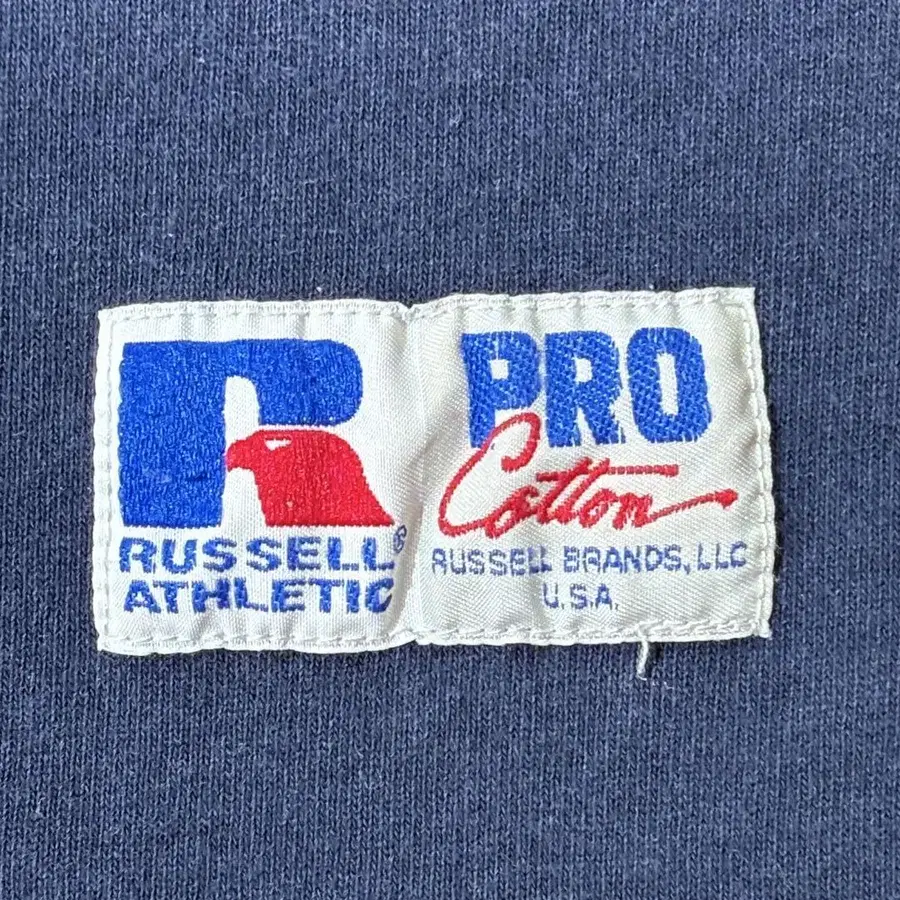 R
RUSSELL®
ATHLETIC
PRO
Cotton
RUSSELL BRANDS, LLC
U.S.A.